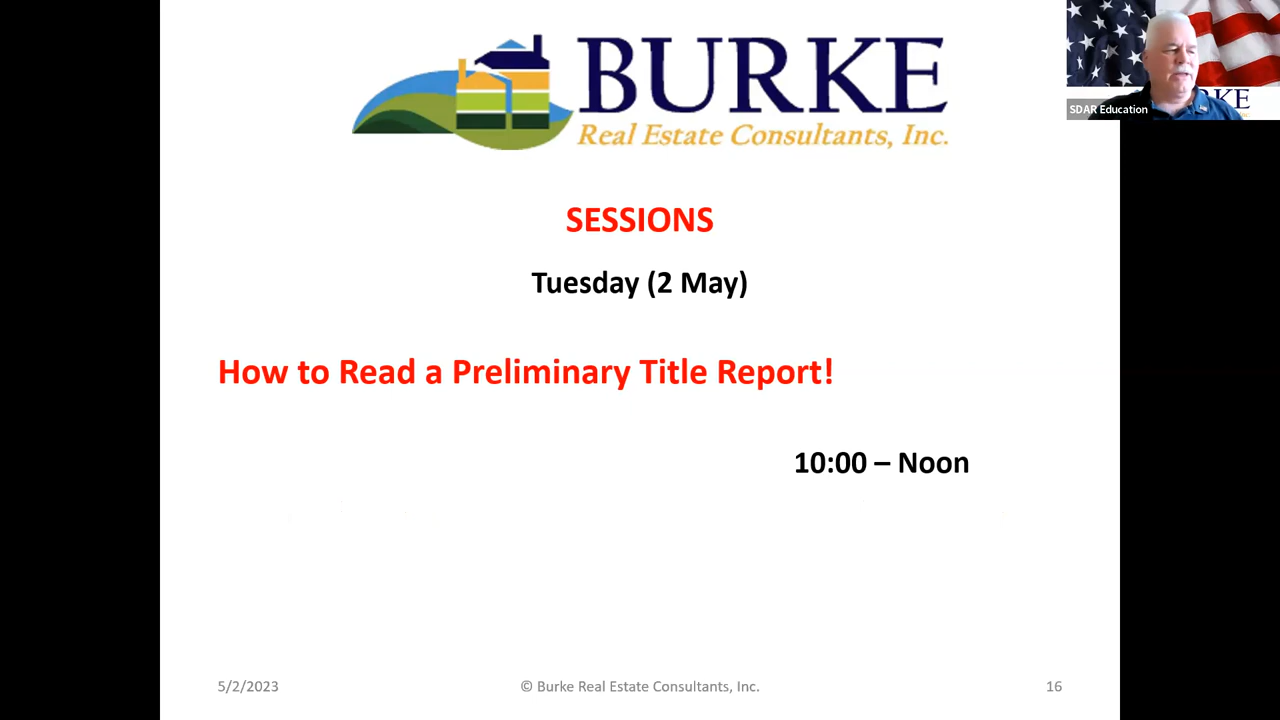 BURKE
Real Estate Consultants, Inc.
SDAR Education
SESSIONS
Tuesday (2 May)
How to Read a Preliminary Title Report!
10:00 – Noon
5/2/2023
© Burke Real Estate Consultants, Inc.
16